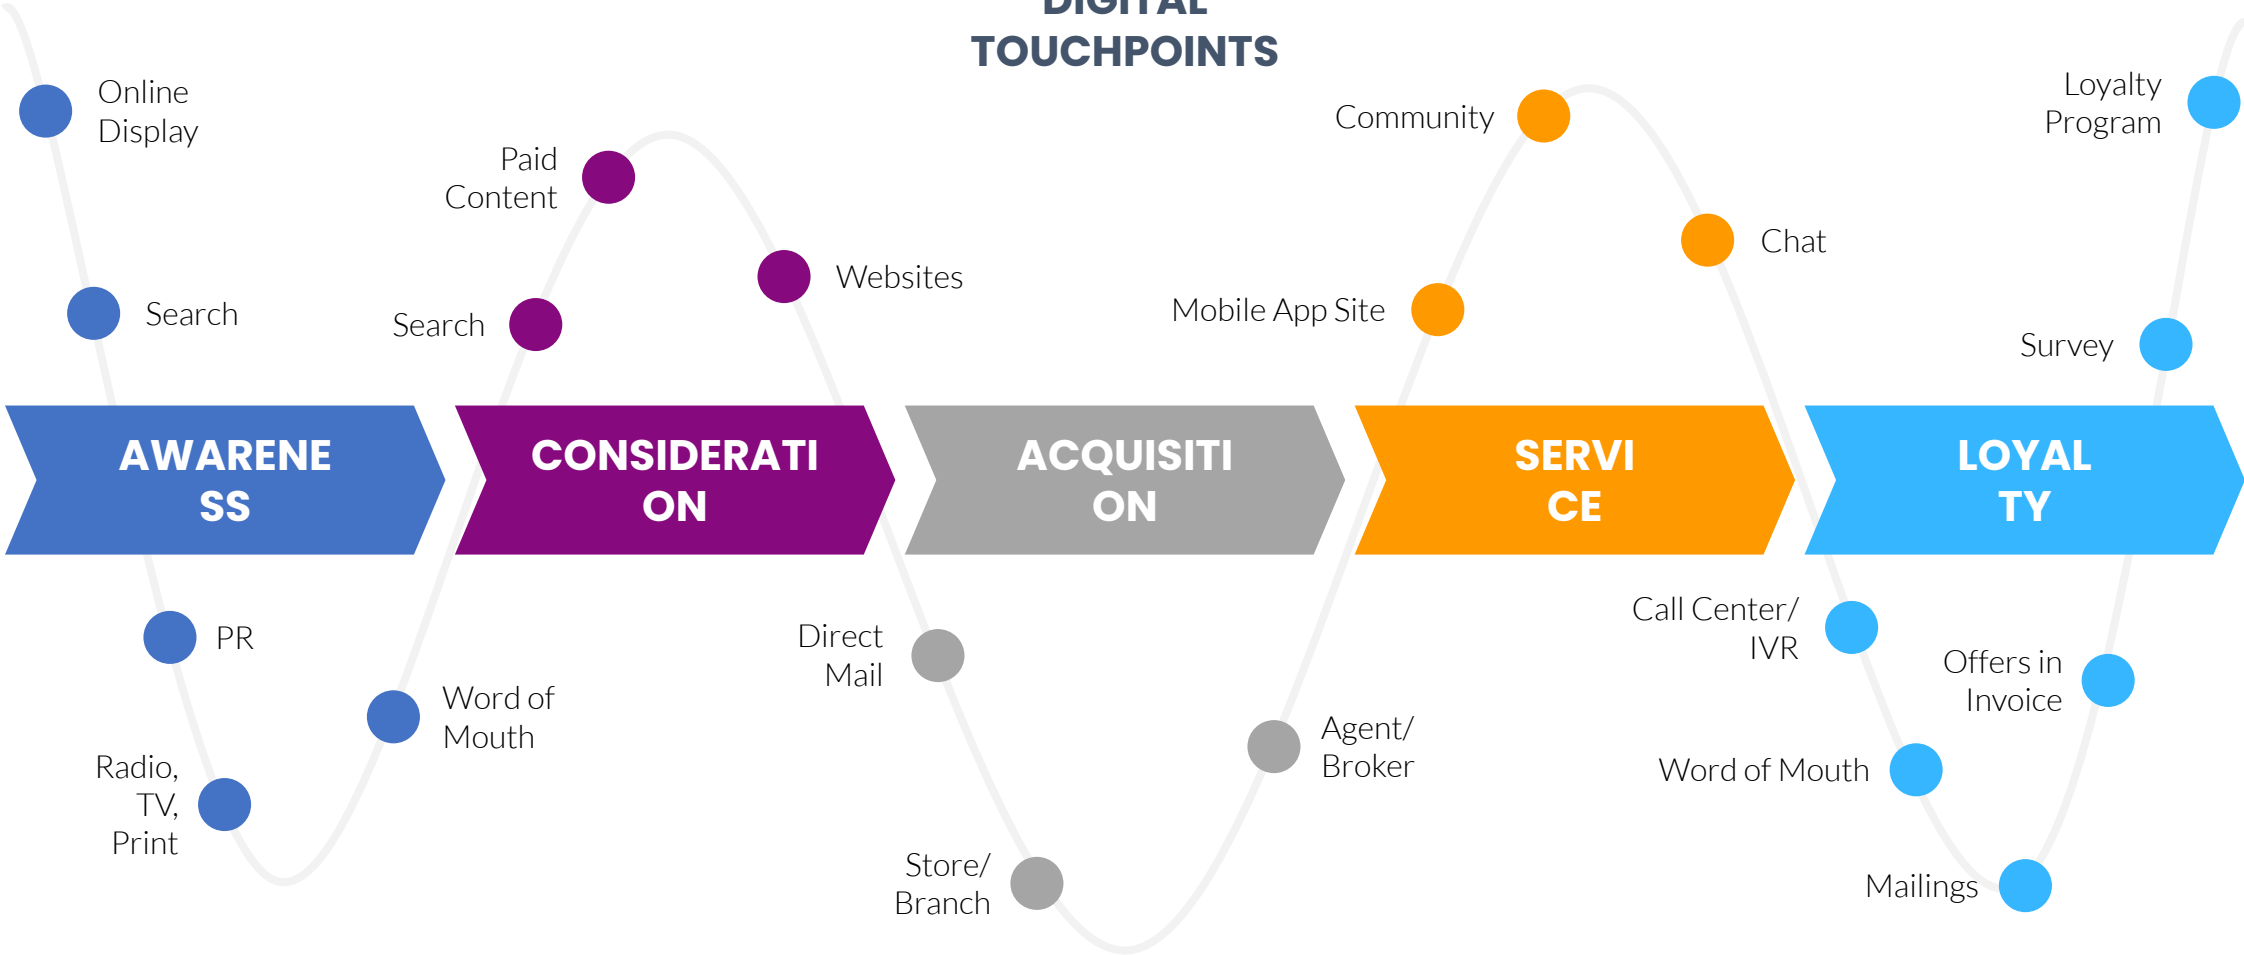 DIGITAL
TOUCHPOINTS
Online
Display
Search
Paid
Content
Search
Websites
Community
Mobile App Site
Chat
Loyalty
Program
Survey
AWARENE
SS
CONSIDERATI
ON
ACQUISITI
ON
SERVI
CE
LOYAL
TY
PR
Radio,
TV,
Print
Word of
Mouth
Direct
Mail
Store/
Branch
Agent/
Broker
Call Center/
IVR
Offers in
Invoice
Word of Mouth
Mailings